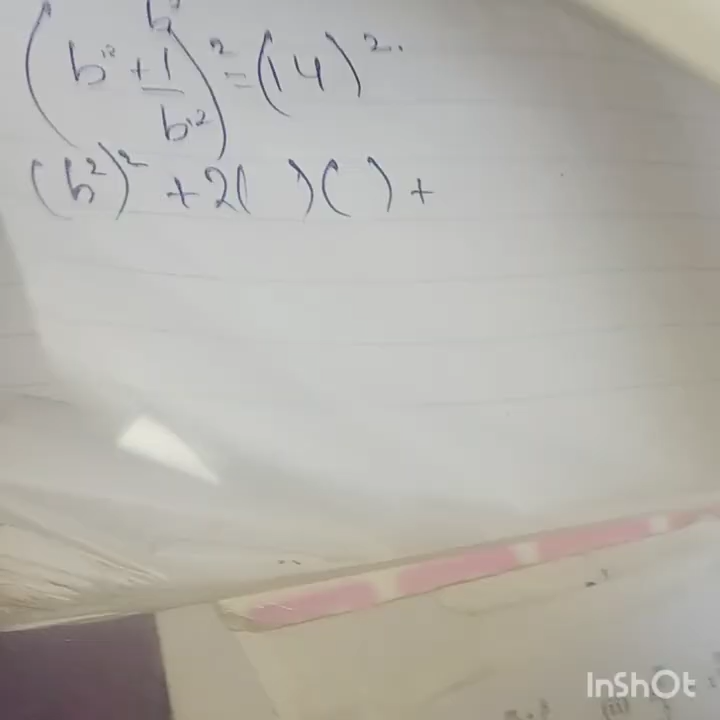 (b² + 1/b²)² = (14)².
(b²)² + 2( )( ) +
InShOt